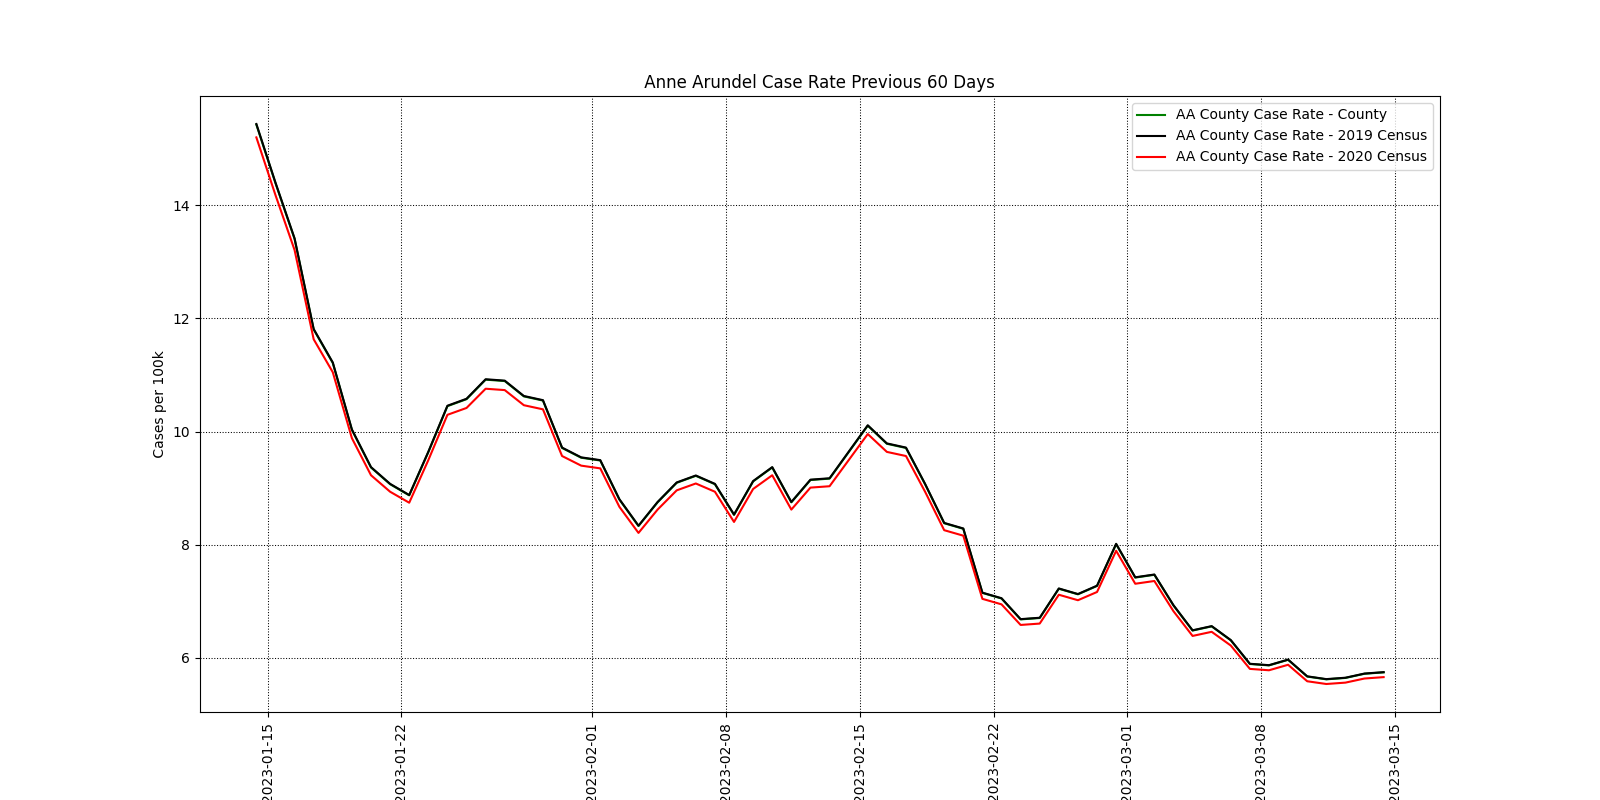 Anne Arundel Case Rate Previous 60 Days
AA County Case Rate - County
AA County Case Rate - 2019 Census
AA County Case Rate - 2020 Census
Cases per 100k
14
12
10
8
6
2023-01-15
2023-01-22
2023-02-01
2023-02-08
2023-02-15
2023-02-22
2023-03-01
2023-03-08
2023-03-15